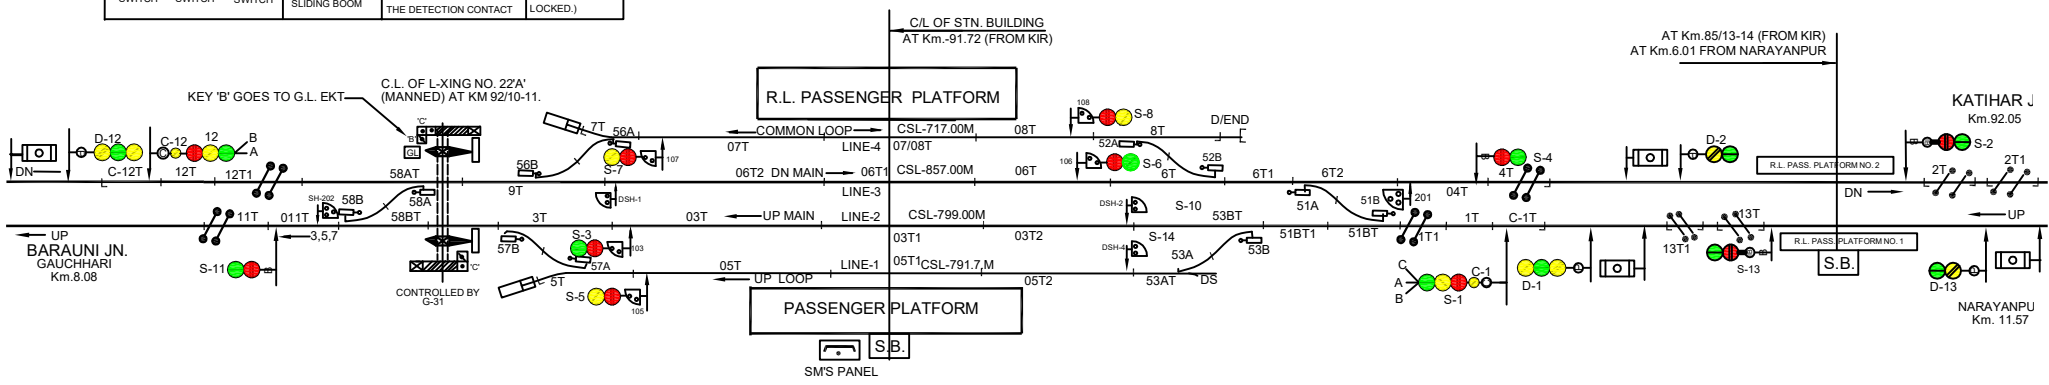 SWITCH SWITCH SWITCH
SLIDING BOOM
THE DETECTION CONTACT
LOCKED.)
C/L OF STN. BUILDING
AT Km.-91.72 (FROM KIR)
AT Km.85/13-14 (FROM KIR)
AT Km.6.01 FROM NARAYANPUR
KEY 'B' GOES TO G.L. EKT
C.L. OF L-XING NO. 22'A'
(MANNED) AT KM 92/10-11.
R.L. PASSENGER PLATFORM
KATIHAR J
Km.92.05
'C'
'B'
GL
D-12
C-12
12
B
A
7T
56A
COMMON LOOP
CSL-717.00M
08T
8T
D/END
108
S-8
07T
LINE-4
07/08T
107
S-7
56B
106
52A
S-6
52B
S-4
D-2
S-2
R.L. PASS. PLATFORM NO. 2
DN
C-12T
12T
12T1
58AT
9T
06T2
DN MAIN
06T1
CSL-857.00M
06T
6T
6T1
6T2
4T
2T
2T1
LINE-3
04T
DN
SH-202
58B
58A
DSH-1
DSH-2
S-10
51A
51B
201
UP
11T
011T
58BT
3T
03T
UP MAIN
LINE-2
CSL-799.00M
53BT
1T
C-1T
13T
UP
3,5,7
BARAUNI JN.
GAUCHHARI
Km.8.08
S-11
57B
S-3
103
03T1
03T2
DSH-4
S-14
53B
51BT1
51BT
1T1
13T1
R.L. PASS. PLATFORM NO. 1
'C'
57A
05T
LINE-1
05T1
CSL-791.7,M
53A
S-13
S.B.
CONTROLLED BY
G-31
5T
S-5
105
UP LOOP
05T2
53AT
DS
C
A
B
S-1
C-1
D-1
D-13
PASSENGER PLATFORM
NARAYANPU
Km. 11.57
S.B.
SM'S PANEL